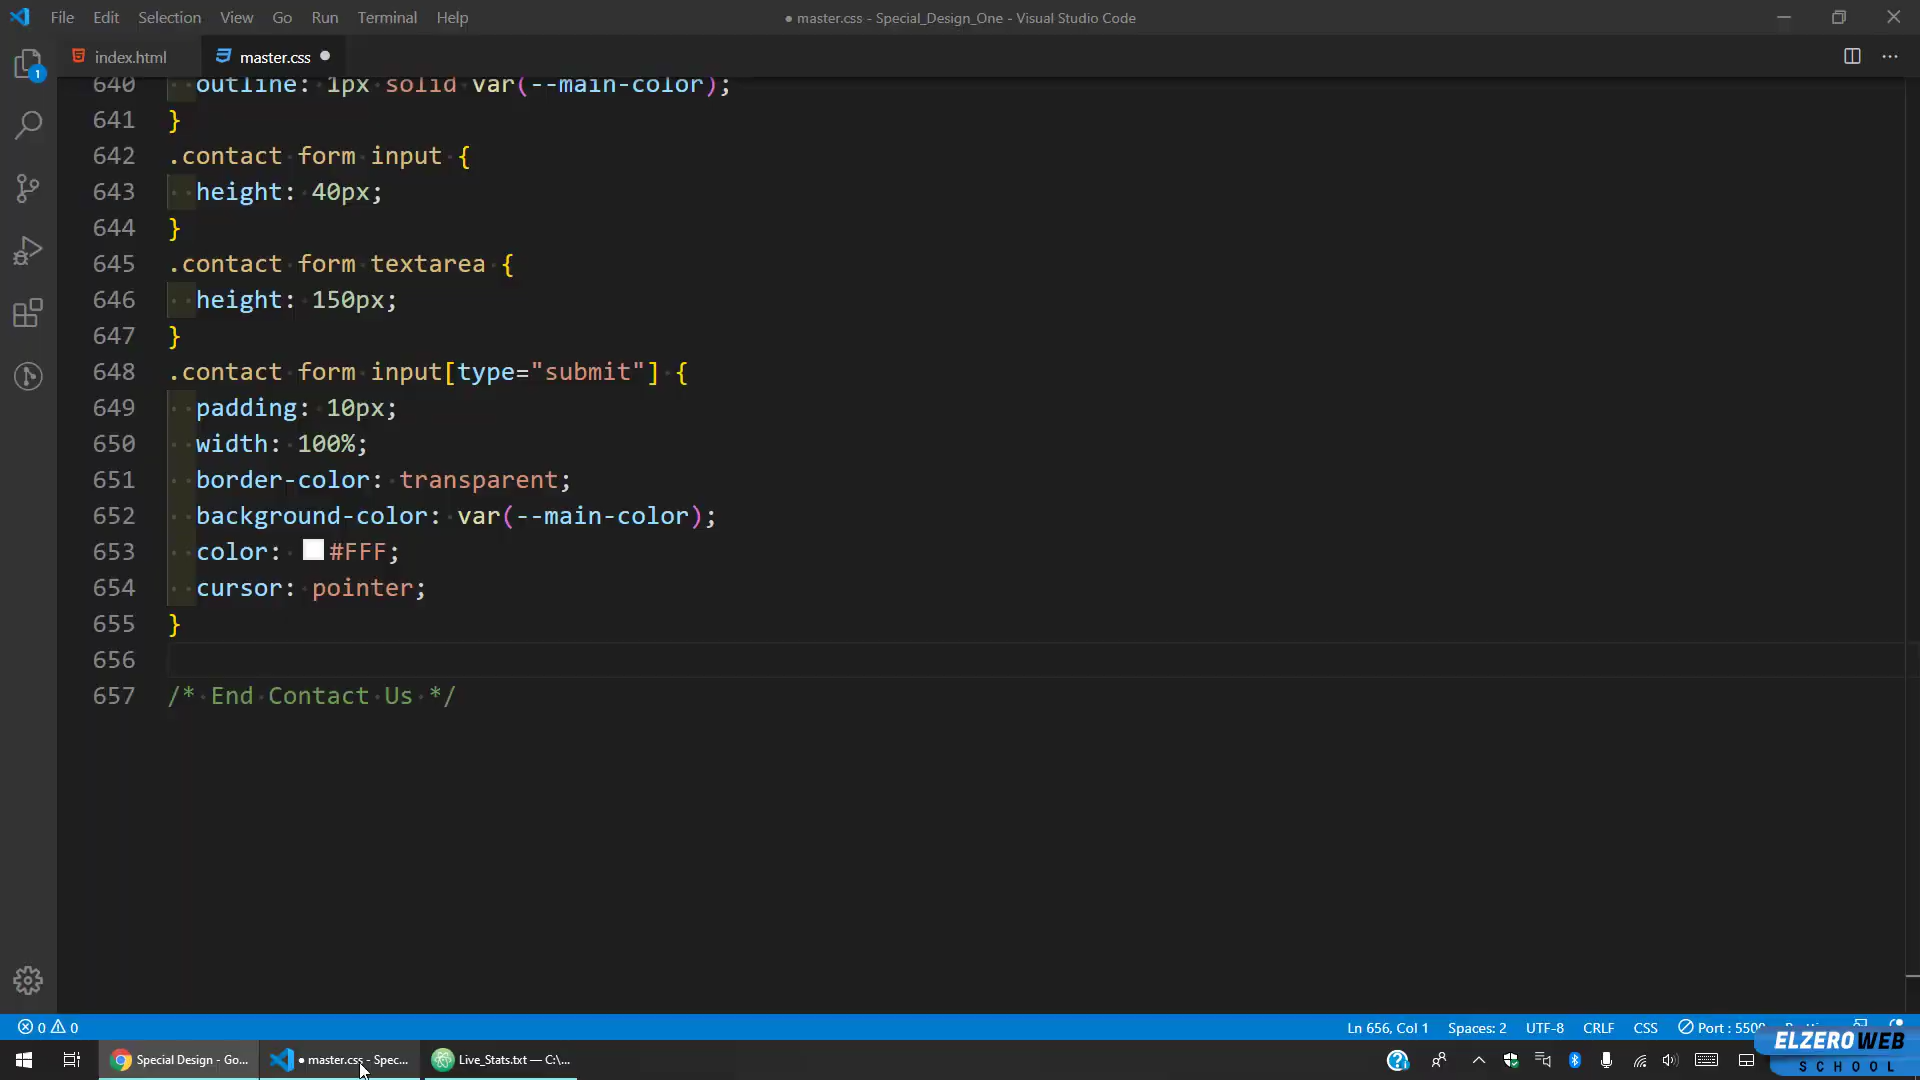 File Edit Selection View Go Run Terminal Help
● master.css - Special_Design_One - Visual Studio Code
index.html master.css
640 outline: 1px solid var(--main-color);
641 }
642 .contact form input {
643 height: 40px;
644 }
645 .contact form textarea {
646 height: 150px;
647 }
648 .contact form input[type="submit"] {
649 padding: 10px;
650 width: 100%;
651 border-color: transparent;
652 background-color: var(--main-color);
653 color: #FFF;
654 cursor: pointer;
655 }
656
657 /* End Contact Us */
1
0 0 Ln 656, Col 1 Spaces: 2 UTF-8 CRLF CSS Port : 5500
ELZEROWEB
SCHOOL
Special Design - Go... ● master.css - Spec... Live_Stats.txt — C:\...